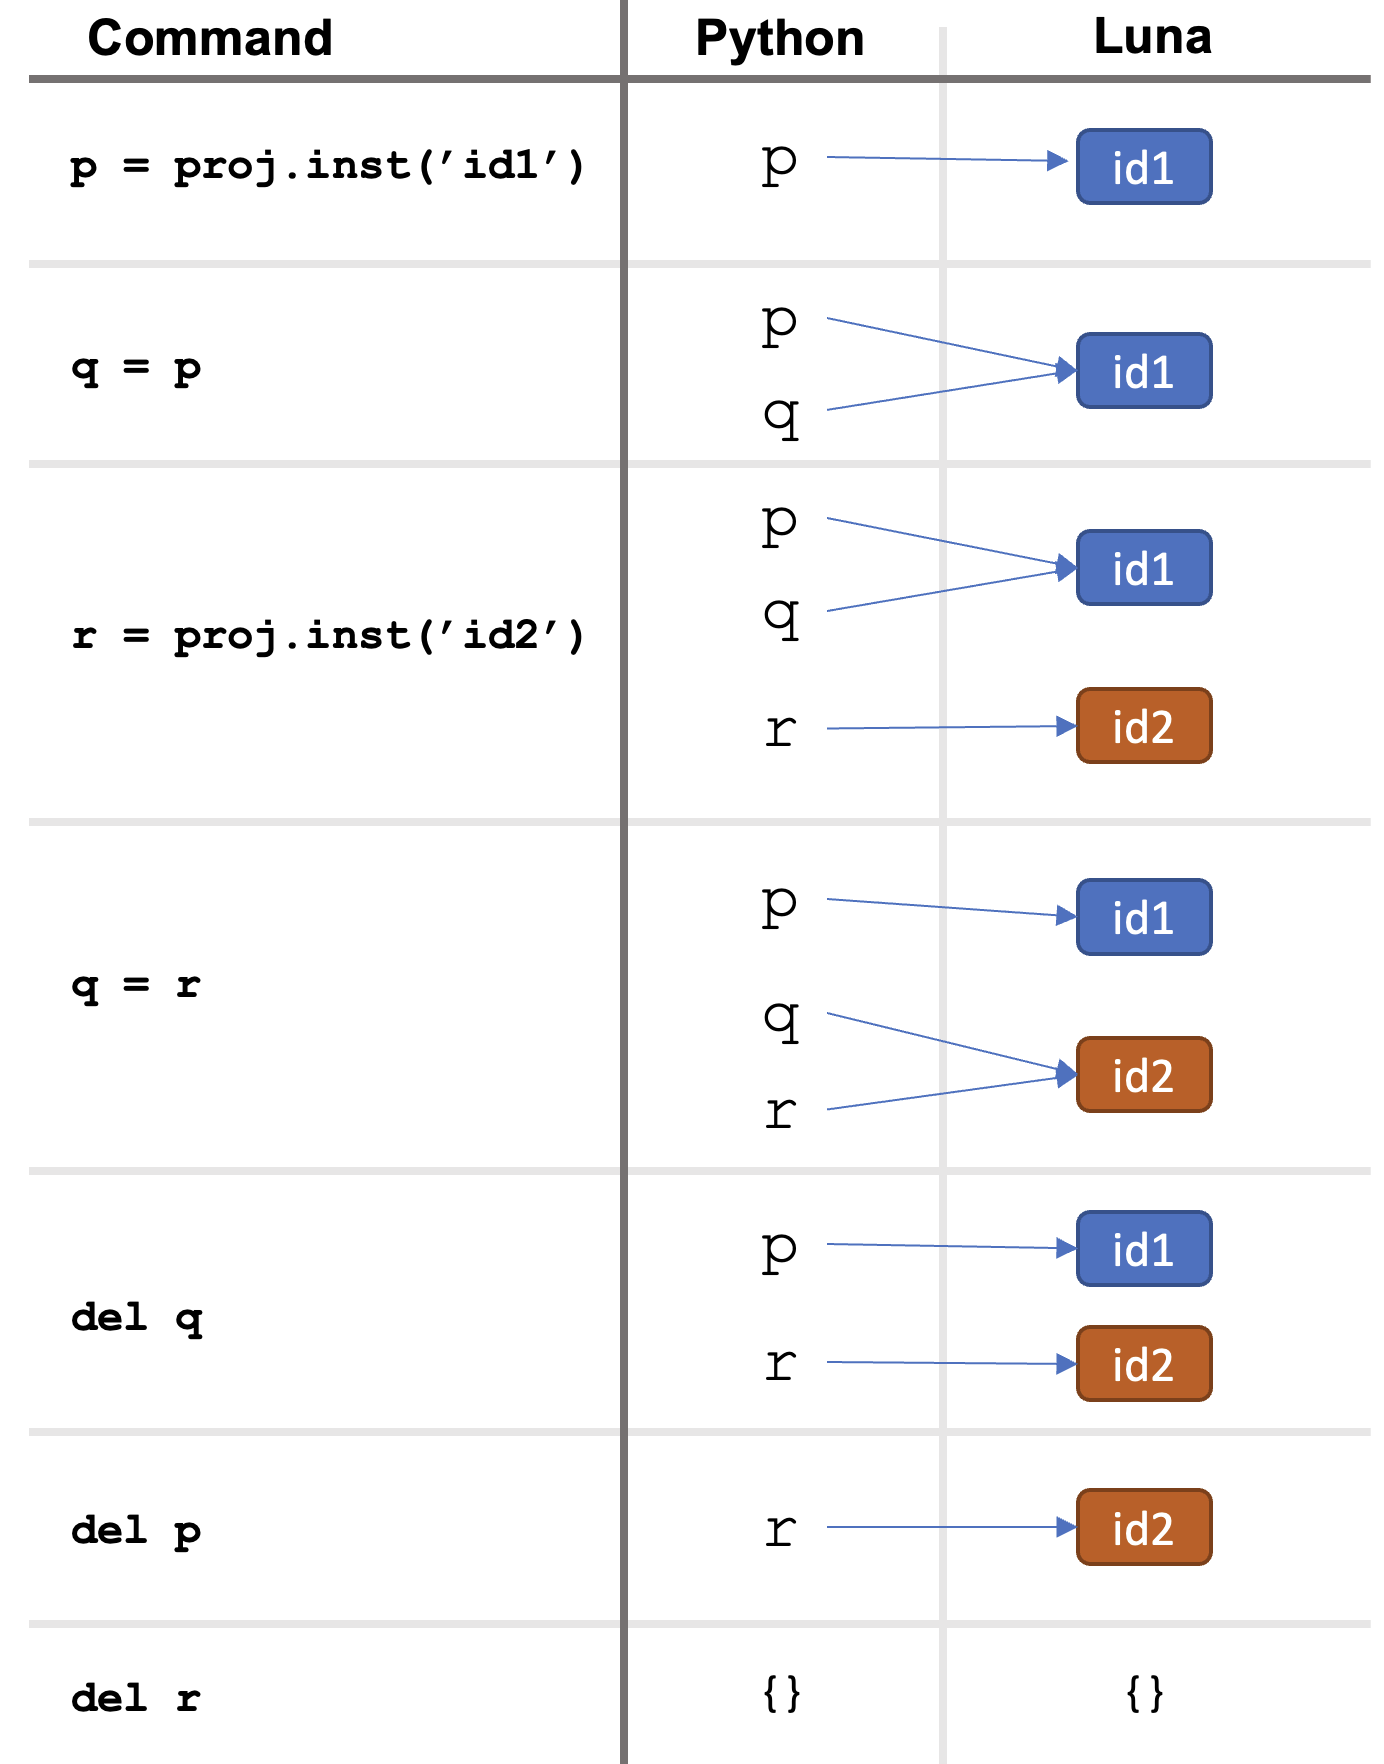 Command Python Luna
p = proj.inst(’id1’) p id1
q = p
p
q
id1
r = proj.inst(’id2’)
p
q
id1
r id2
q = r
p id1
q
r
id2
del q
p id1
r id2
del p r id2
del r {} {}